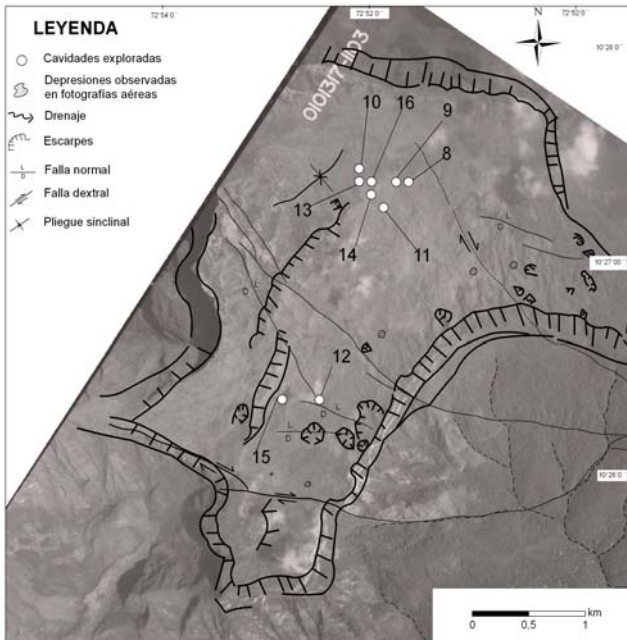 72°54´0´´
72°52´0´´
72°52´0´´
LEYENDA
Cavidades exploradas
Depresiones observadas
en fotografías aéreas
Drenaje
Escarpes
L
D
Falla normal
Falla dextral
Pliegue sinclinal
N
10°28´0
0101317-1103
10
16
9
8
13
14
11
10°27´00´´
L
D
L
D
12
L
D
L
D
15
10°26´0
km
0
0,5
1